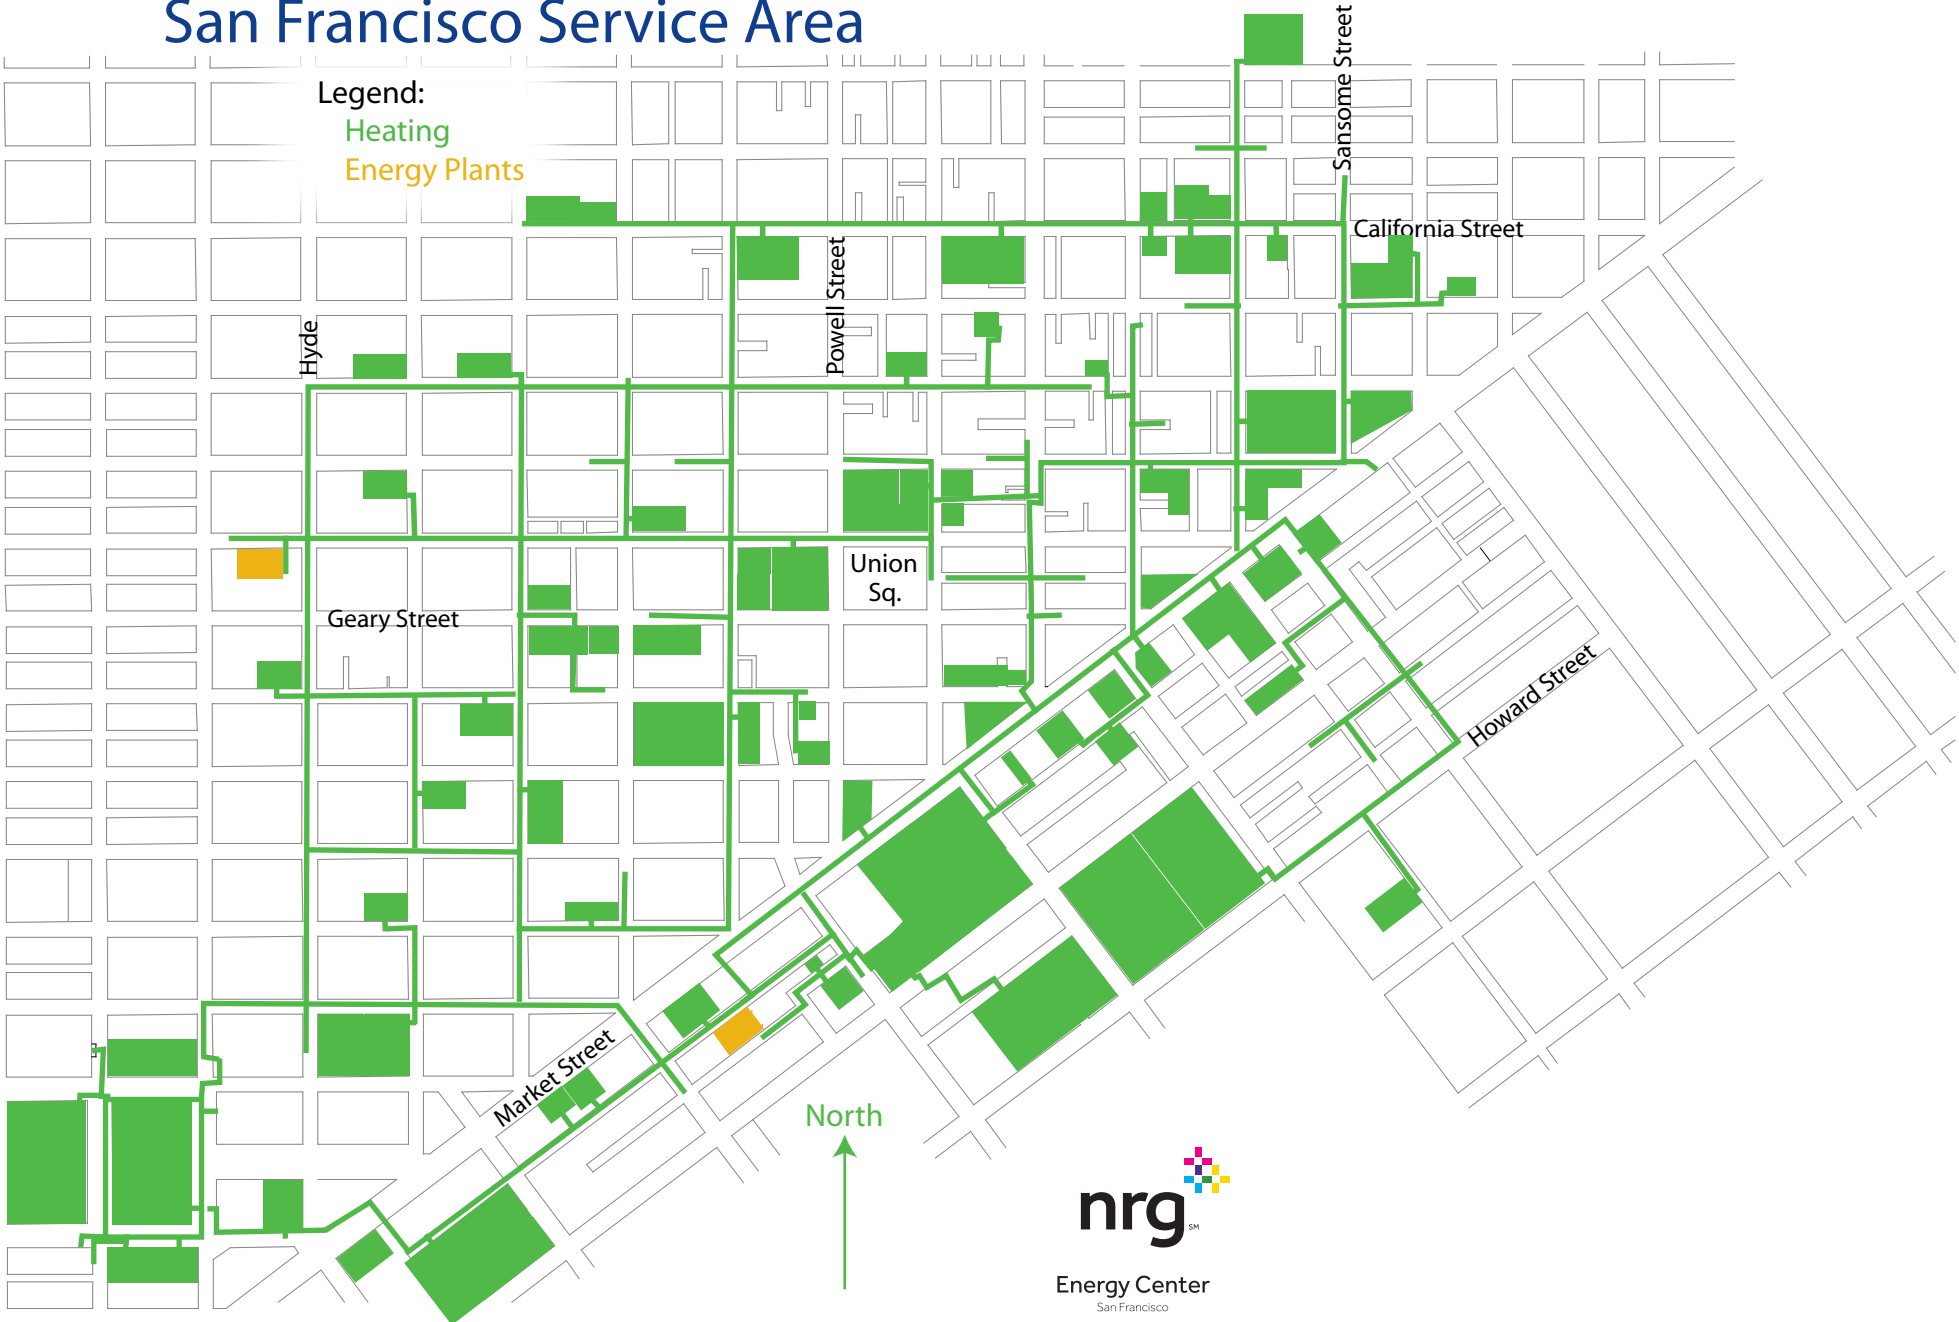 San Francisco Service Area
Legend:
Heating
Energy Plants
Sansome Street
California Street
Powell Street
Hyde
Union
Sq.
Geary Street
Howard Street
Market Street
North
nrg
SM
Energy Center
San Francisco